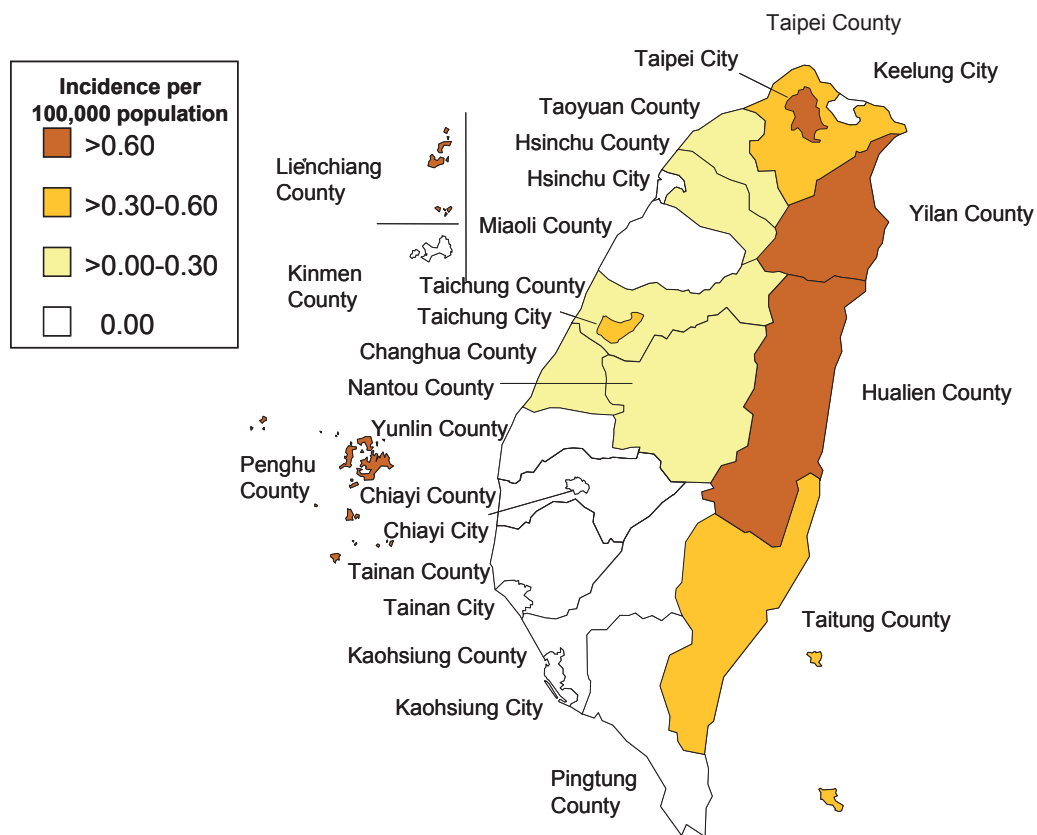 Incidence per
100,000 population
>0.60
>0.30-0.60
>0.00-0.30
0.00
Taipei County
Taipei City
Keelung City
Taoyuan County
Hsinchu County
Hsinchu City
Lienchiang
County
Yilan County
Miaoli County
Kinmen
County
Taichung County
Taichung City
Changhua County
Nantou County
Hualien County
Yunlin County
Penghu
County
Chiayi County
Chiayi City
Tainan County
Tainan City
Taitung County
Kaohsiung County
Kaohsiung City
Pingtung
County